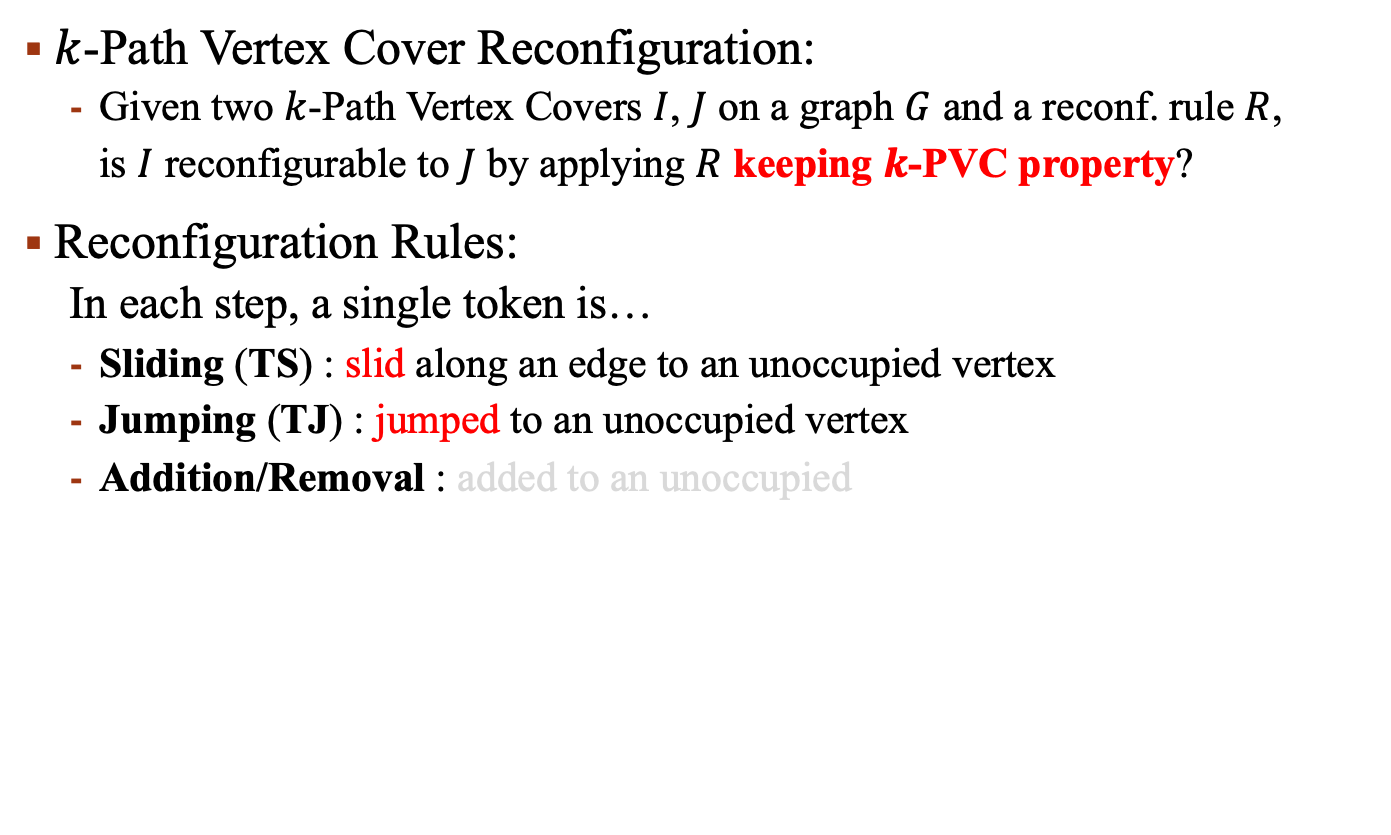 ▪ k-Path Vertex Cover Reconfiguration:
- Given two k-Path Vertex Covers I, J on a graph G and a reconf. rule R,
is I reconfigurable to J by applying R keeping k-PVC property?
▪ Reconfiguration Rules:
In each step, a single token is…
- Sliding (TS) : slid along an edge to an unoccupied vertex
- Jumping (TJ) : jumped to an unoccupied vertex
- Addition/Removal : added to an unoccupied